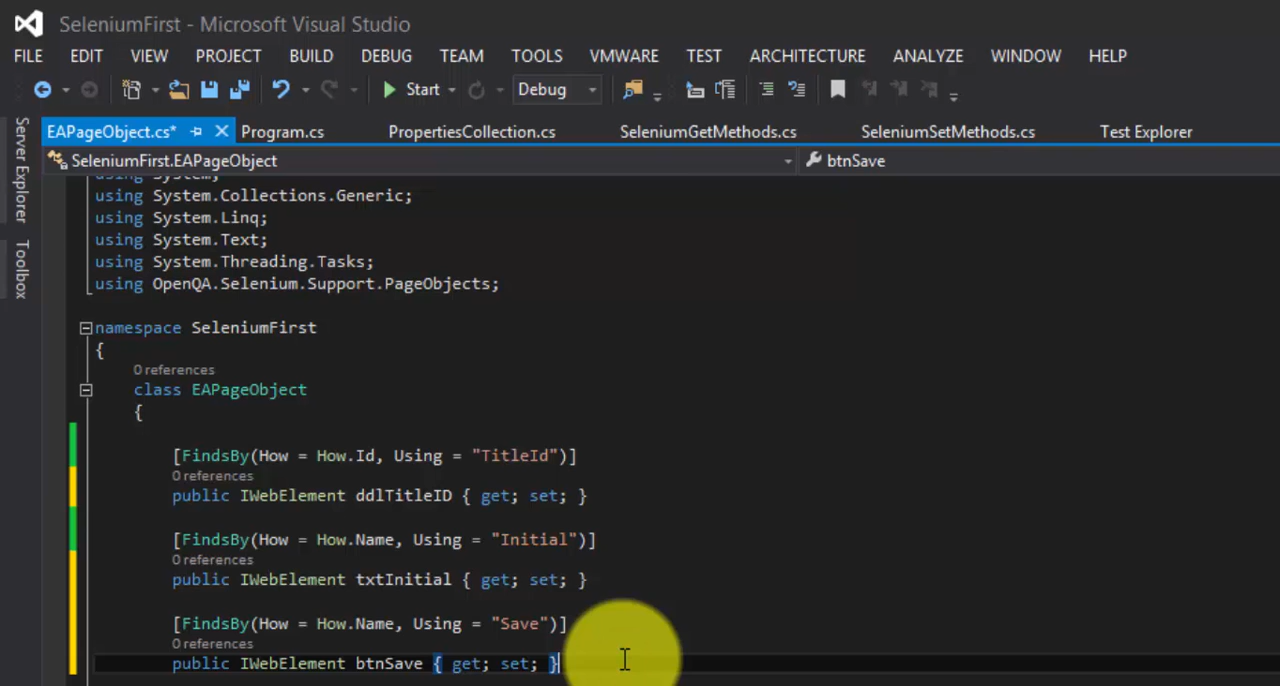 SeleniumFirst - Microsoft Visual Studio
FILE EDIT VIEW PROJECT BUILD DEBUG TEAM TOOLS VMWARE TEST ARCHITECTURE ANALYZE WINDOW HELP
Start Debug
Server Explorer
Toolbox
EAPageObject.cs* Program.cs PropertiesCollection.cs SeleniumGetMethods.cs SeleniumSetMethods.cs Test Explorer
SeleniumFirst.EAPageObject btnSave
using System;
using System.Collections.Generic;
using System.Linq;
using System.Text;
using System.Threading.Tasks;
using OpenQA.Selenium.Support.PageObjects;
namespace SeleniumFirst
{
0 references
class EAPageObject
{
[FindsBy(How = How.Id, Using = "TitleId")]
0 references
public IWebElement ddlTitleID { get; set; }
[FindsBy(How = How.Name, Using = "Initial")]
0 references
public IWebElement txtInitial { get; set; }
[FindsBy(How = How.Name, Using = "Save")]
0 references
public IWebElement btnSave { get; set; }